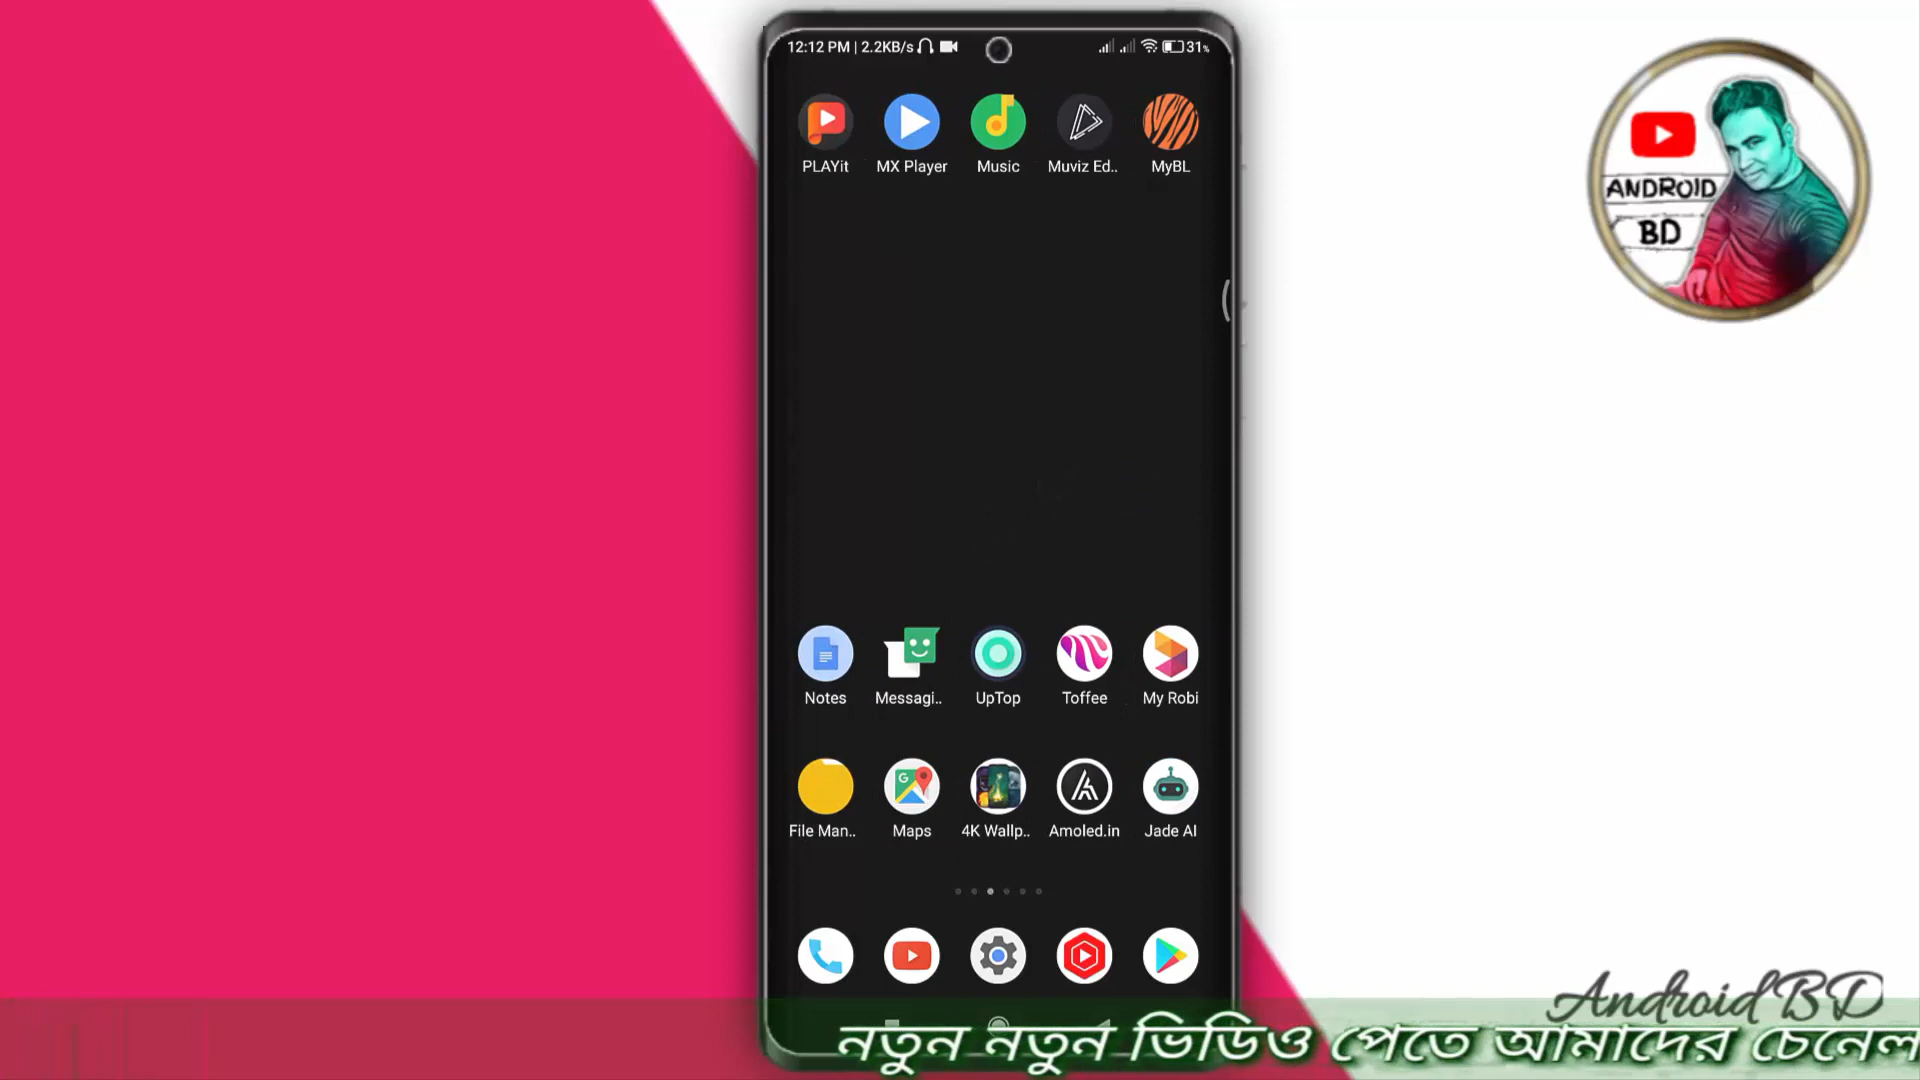 12:12 PM | 2.2KB/s 31%
PLAYit MX Player Music Muviz Ed.. MyBL
Notes Messagi.. UpTop Toffee My Robi
File Man.. Maps 4K Wallp.. Amoled.in Jade AI
ANDROID
BD
AndroidBD
নতুন নতুন ভিডিও পেতে আমাদের চেনেল